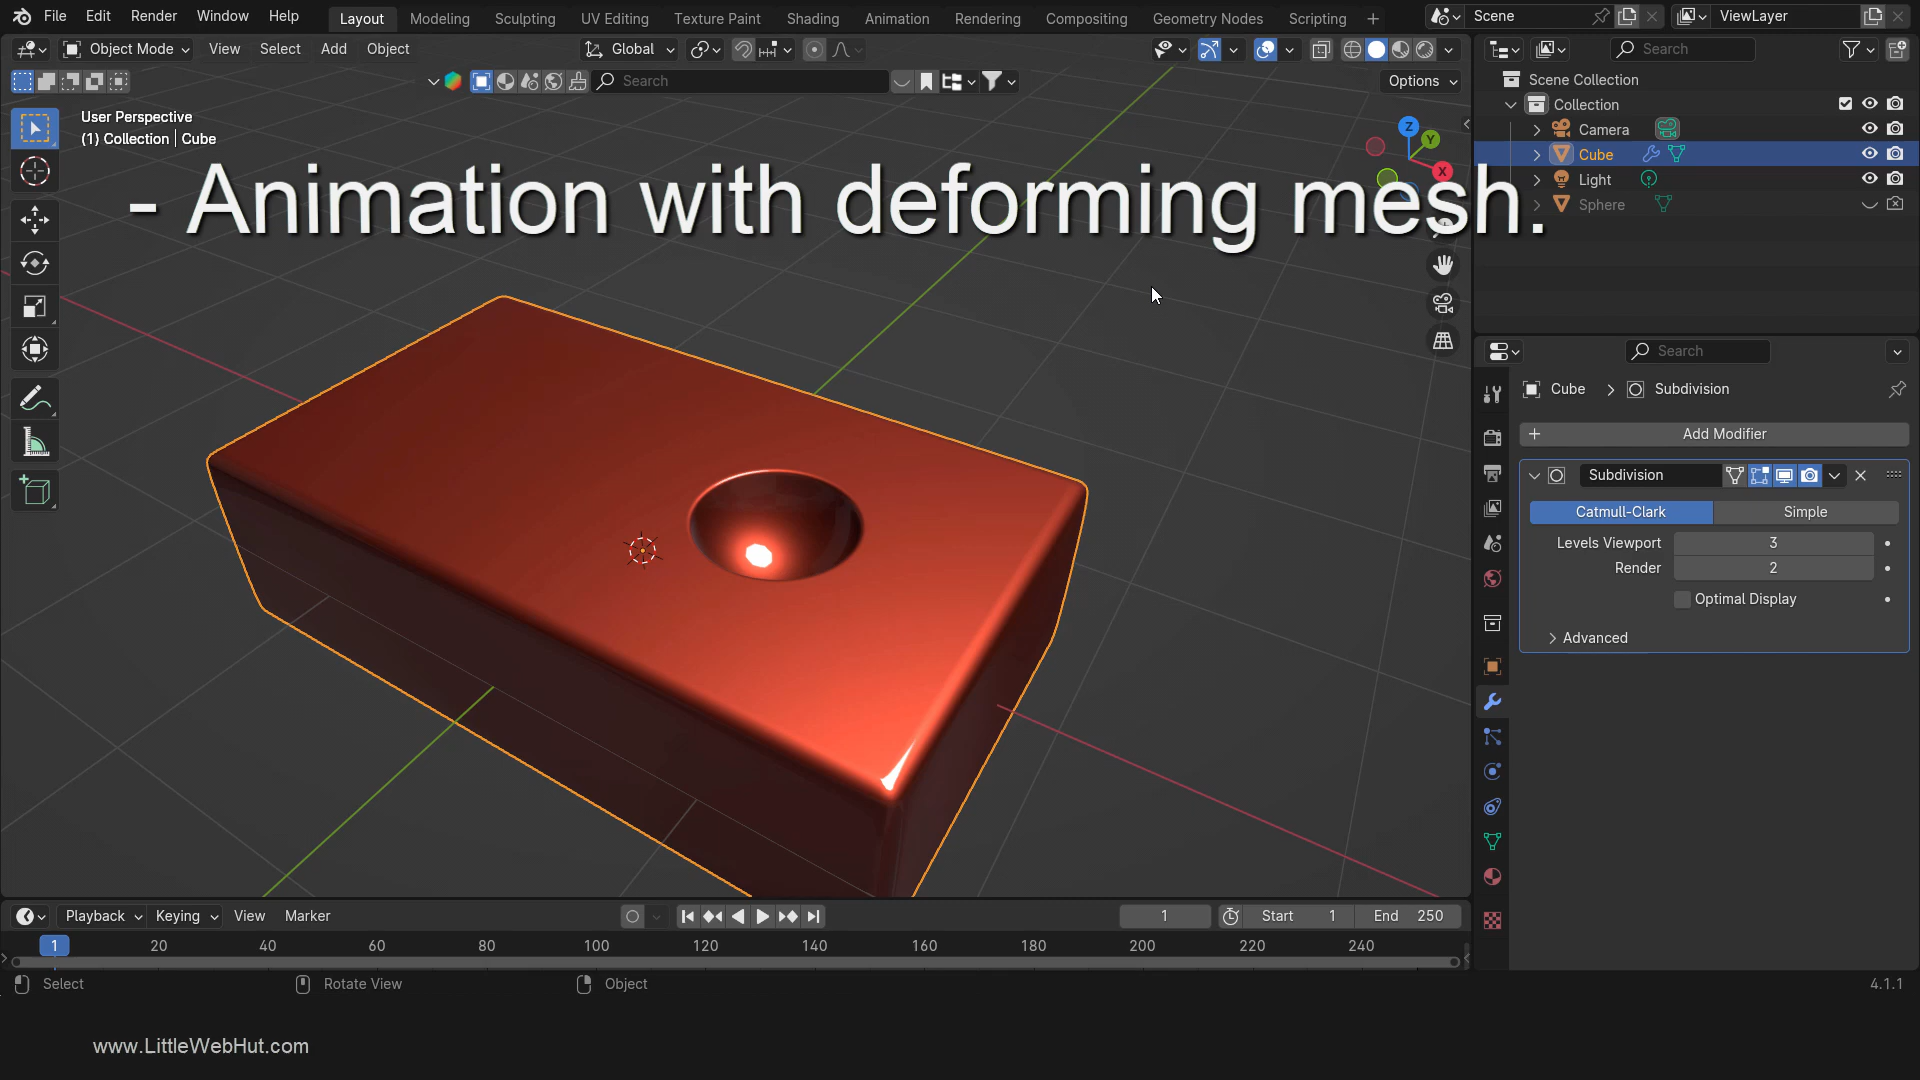 File Edit Render Window Help Layout Modeling Sculpting UV Editing Texture Paint Shading Animation Rendering Compositing Geometry Nodes Scripting + Scene ViewLayer
Object Mode View Select Add Object Global Search
Search Options
Scene Collection
User Perspective
(1) Collection | Cube
Collection
Camera
Cube
Light
Sphere
- Animation with deforming mesh.
Z
Y
X
Search
Cube > Subdivision
+ Add Modifier
Subdivision
Catmull-Clark Simple
Levels Viewport 3
Render 2
Optimal Display
Advanced
Playback Keying View Marker 1 Start 1 End 250
1 20 40 60 80 100 120 140 160 180 200 220 240
Select Rotate View Object 4.1.1
www.LittleWebHut.com